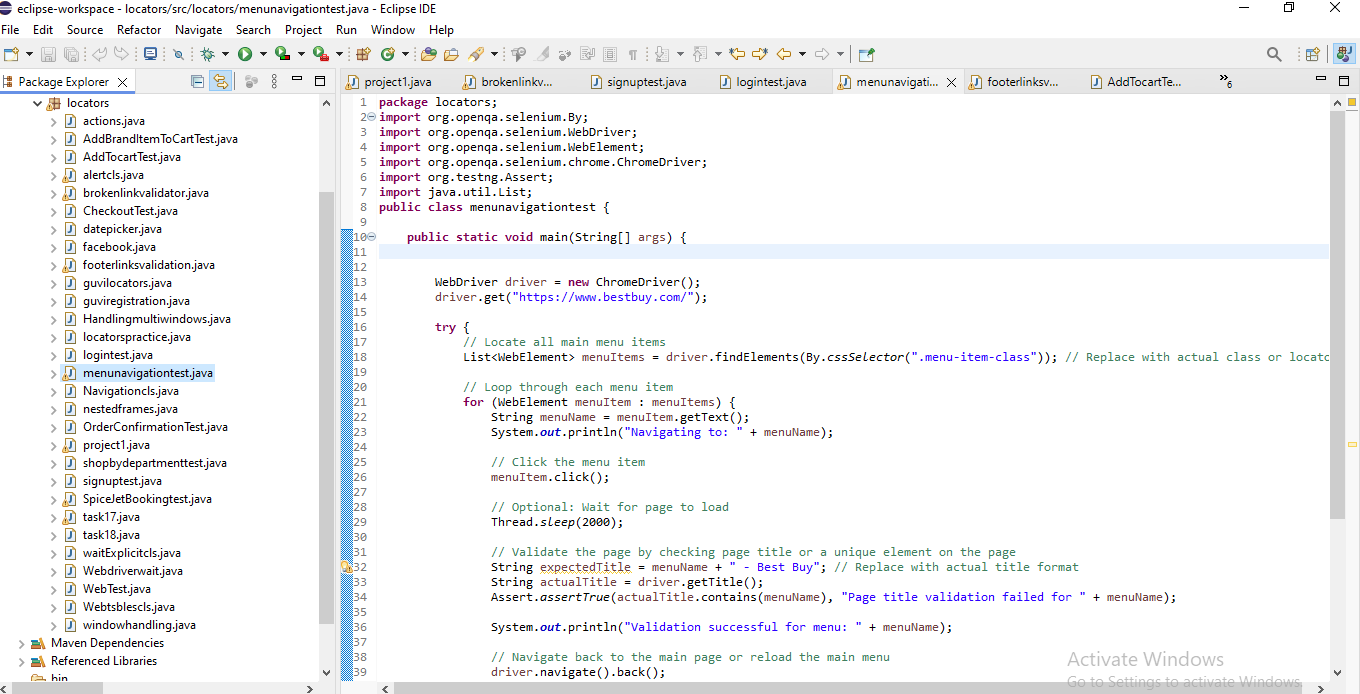 eclipse-workspace - locators/src/locators/menunavigationtest.java - Eclipse IDE
File Edit Source Refactor Navigate Search Project Run Window Help
Package Explorer
project1.java brokenlinkv... signuptest.java logintest.java menunavigati... footerlinksv... AddTocartTe... »6
locators
actions.java
AddBrandItemToCartTest.java
AddTocartTest.java
alertcls.java
brokenlinkvalidator.java
CheckoutTest.java
datepicker.java
facebook.java
footerlinksvalidation.java
guvilocators.java
guviregistration.java
Handlingmultiwindows.java
locatorspractice.java
logintest.java
menunavigationtest.java
Navigationcls.java
nestedframes.java
OrderConfirmationTest.java
project1.java
shopbydepartmenttest.java
signuptest.java
SpiceJetBookingtest.java
task17.java
task18.java
waitExplicitcls.java
Webdriverwait.java
WebTest.java
Webtsblescls.java
windowhandling.java
Maven Dependencies
Referenced Libraries
bin
1 package locators;
2 import org.openqa.selenium.By;
3 import org.openqa.selenium.WebDriver;
4 import org.openqa.selenium.WebElement;
5 import org.openqa.selenium.chrome.ChromeDriver;
6 import org.testng.Assert;
7 import java.util.List;
8 public class menunavigationtest {
9
10 public static void main(String[] args) {
11
12
13 WebDriver driver = new ChromeDriver();
14 driver.get("https://www.bestbuy.com/");
15
16 try {
17 // Locate all main menu items
18 List<WebElement> menuItems = driver.findElements(By.cssSelector(".menu-item-class")); // Replace with actual class or locato
19
20 // Loop through each menu item
21 for (WebElement menuItem : menuItems) {
22 String menuName = menuItem.getText();
23 System.out.println("Navigating to: " + menuName);
24
25 // Click the menu item
26 menuItem.click();
27
28 // Optional: Wait for page to load
29 Thread.sleep(2000);
30
31 // Validate the page by checking page title or a unique element on the page
32 String expectedTitle = menuName + " - Best Buy"; // Replace with actual title format
33 String actualTitle = driver.getTitle();
34 Assert.assertTrue(actualTitle.contains(menuName), "Page title validation failed for " + menuName);
35
36 System.out.println("Validation successful for menu: " + menuName);
37
38 // Navigate back to the main page or reload the main menu
39 driver.navigate().back();
Activate Windows
Go to Settings to activate Windows.